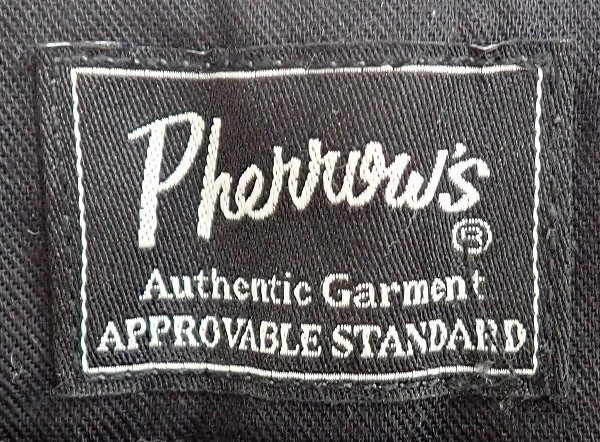 Pherrow's®
Authentic Garment
APPROVABLE STANDARD